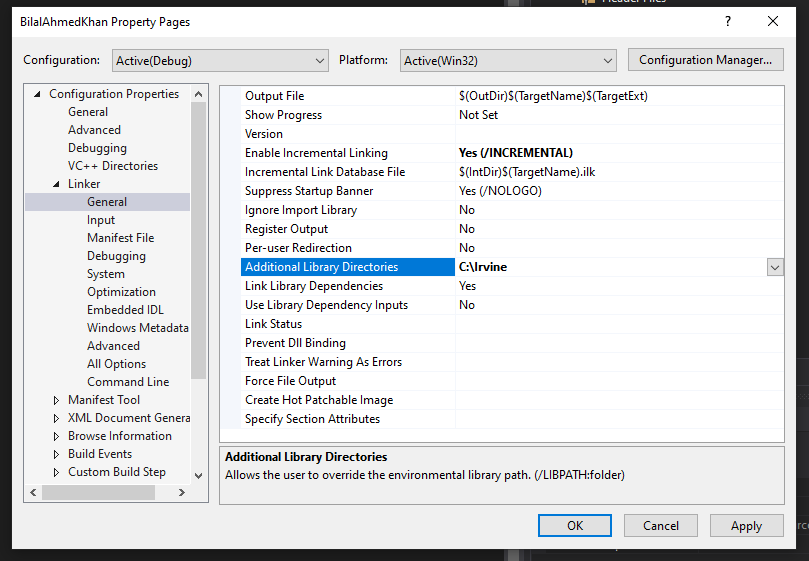 Header Files
BilalAhmedKhan Property Pages
Configuration: Active(Debug) Platform: Active(Win32) Configuration Manager...
Configuration Properties
General
Advanced
Debugging
VC++ Directories
Linker
General
Input
Manifest File
Debugging
System
Optimization
Embedded IDL
Windows Metadata
Advanced
All Options
Command Line
Manifest Tool
XML Document Genera
Browse Information
Build Events
Custom Build Step
Output File $(OutDir)$(TargetName)$(TargetExt)
Show Progress Not Set
Version
Enable Incremental Linking Yes (/INCREMENTAL)
Incremental Link Database File $(IntDir)$(TargetName).ilk
Suppress Startup Banner Yes (/NOLOGO)
Ignore Import Library No
Register Output No
Per-user Redirection No
Additional Library Directories C:\Irvine
Link Library Dependencies Yes
Use Library Dependency Inputs No
Link Status
Prevent Dll Binding
Treat Linker Warning As Errors
Force File Output
Create Hot Patchable Image
Specify Section Attributes
Additional Library Directories
Allows the user to override the environmental library path. (/LIBPATH:folder)
OK Cancel Apply